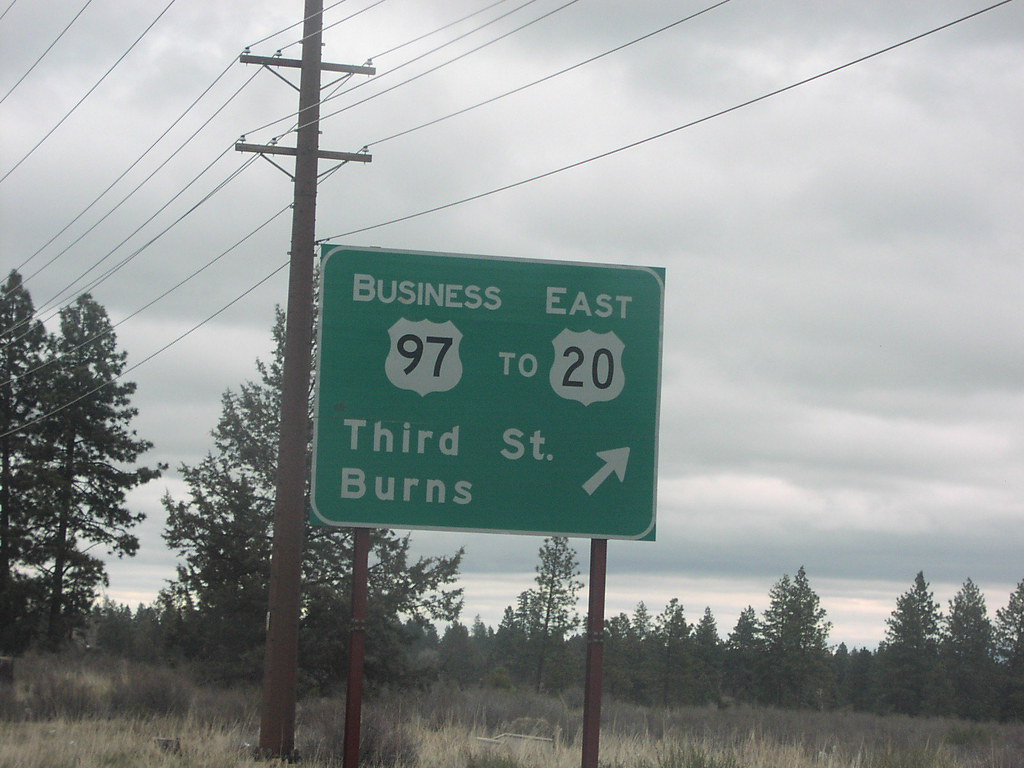 BUSINESS EAST
97 TO 20
Third St.
Burns